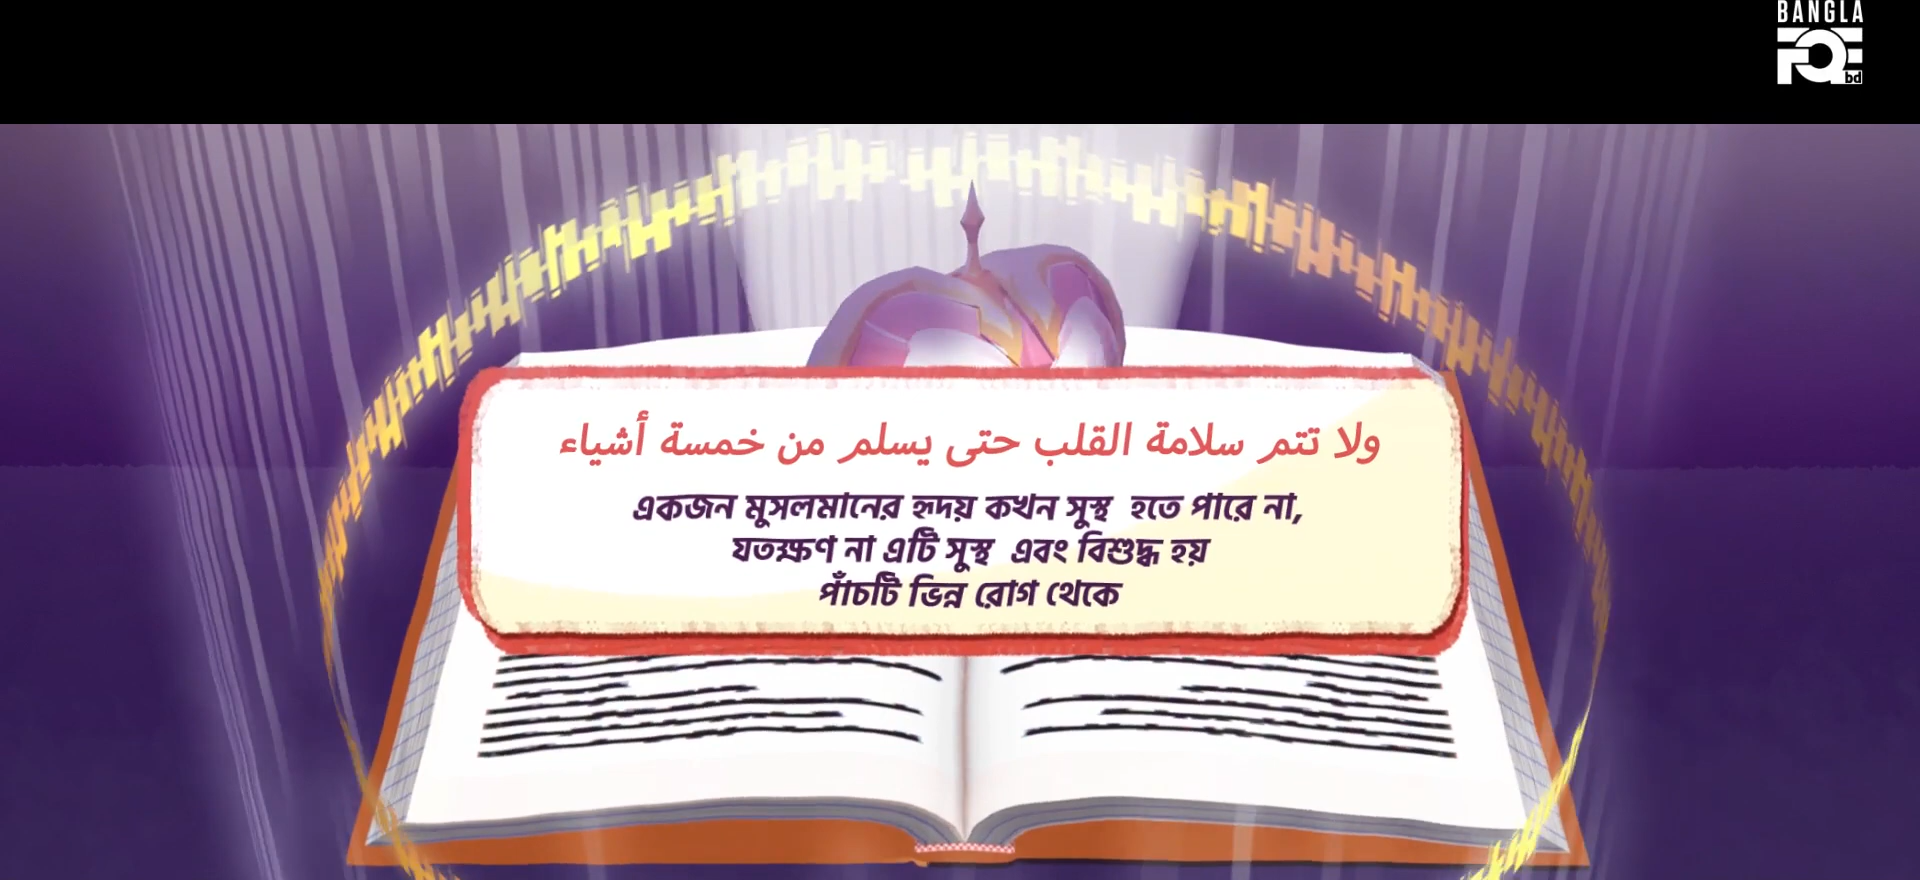 BANGLA
FQE
bd
ولا تتم سلامة القلب حتى يسلم من خمسة أشياء
একজন মুসলমানের হৃদয় কখন সুস্থ হতে পারে না,
যতক্ষণ না এটি সুস্থ এবং বিশুদ্ধ হয়
পাঁচটি ভিন্ন রোগ থেকে